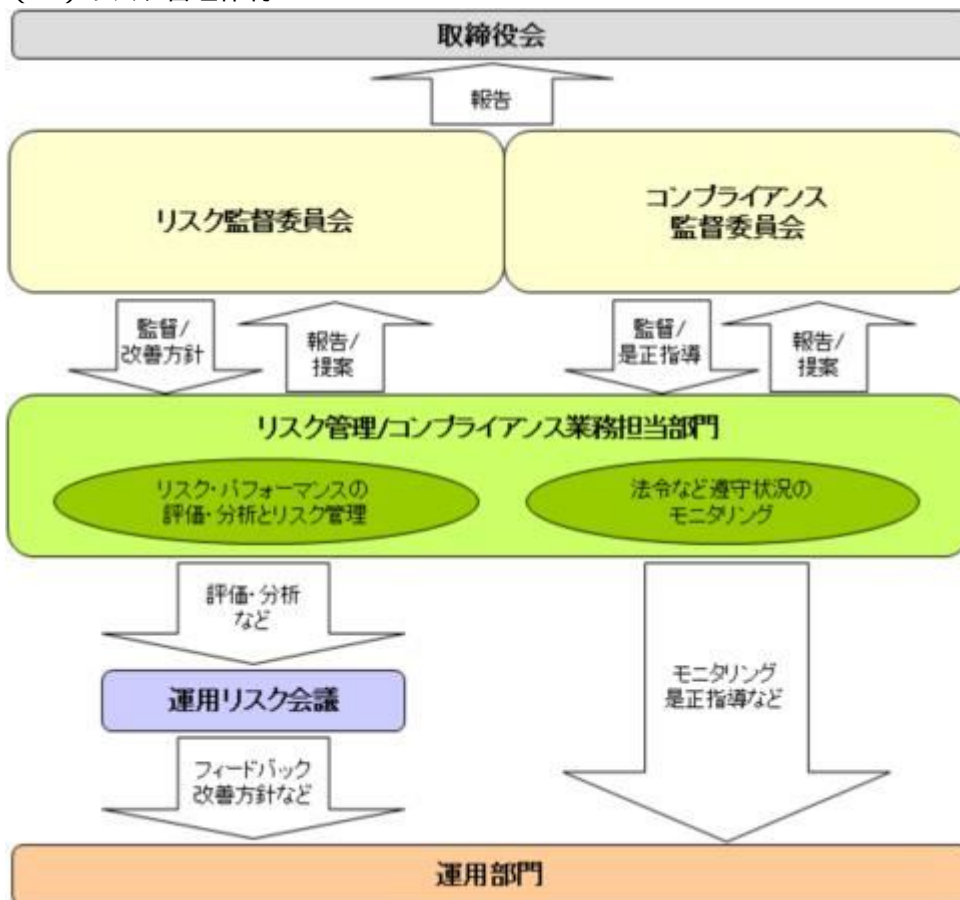 取締役会
報告
リスク監督委員会
コンプライアンス
監督委員会
監督/
改善方針
報告/
提案
監督/
是正指導
報告/
提案
リスク管理/コンプライアンス業務担当部門
リスク・パフォーマンスの
評価・分析とリスク管理
法令など遵守状況の
モニタリング
評価・分析
など
運用リスク会議
モニタリング
是正指導など
フィードバック
改善方針など
運用部門